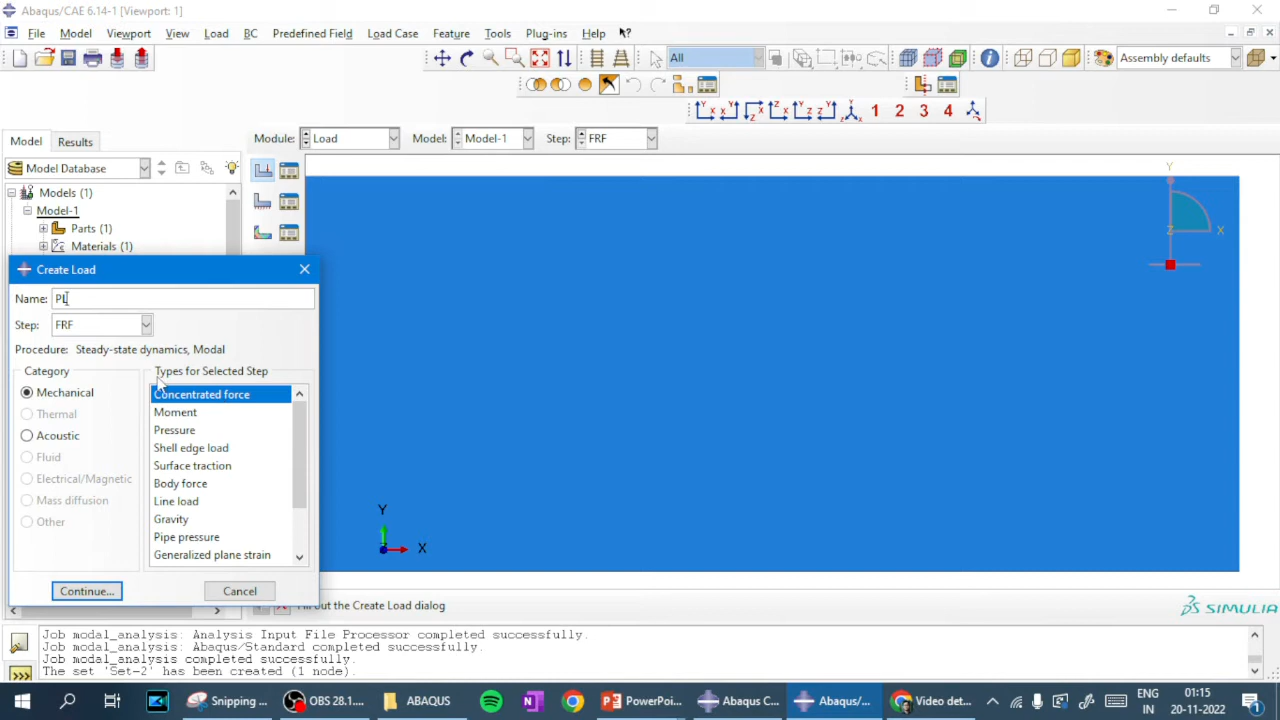 Abaqus/CAE 6.14-1 [Viewport: 1]
File Model Viewport View Load BC Predefined Field Load Case Feature Tools Plug-ins Help
All
Assembly defaults
1 2 3 4
Model Results
Module: Load Model: Model-1 Step: FRF
Model Database
Models (1)
Model-1
Parts (1)
Materials (1)
Y
Z X
Create Load
Name: PL
Step: FRF
Procedure: Steady-state dynamics, Modal
Category
Types for Selected Step
Mechanical
Thermal
Acoustic
Fluid
Electrical/Magnetic
Mass diffusion
Other
Concentrated force
Moment
Pressure
Shell edge load
Surface traction
Body force
Line load
Gravity
Pipe pressure
Generalized plane strain
Continue... Cancel
Y
X
Fill out the Create Load dialog
SIMULIA
Job modal_analysis: Analysis Input File Processor completed successfully.
Job modal_analysis: Abaqus/Standard completed successfully.
Job modal_analysis completed successfully.
The set 'Set-2' has been created (1 node).
Snipping ...
OBS 28.1....
ABAQUS
PowerPoi...
Abaqus C...
Abaqus/...
Video det...
ENG
IN
01:15
20-11-2022